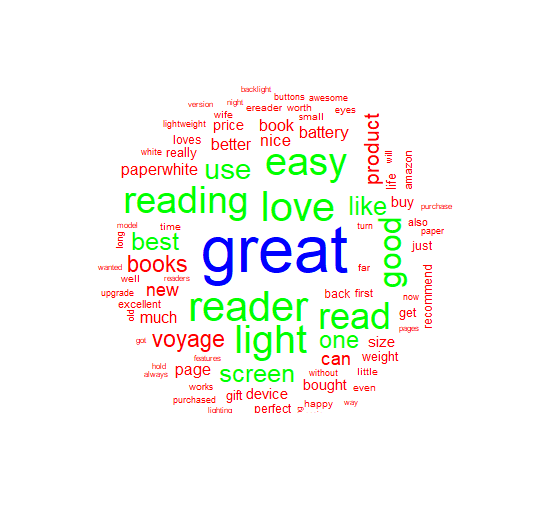 backlight
version night buttons awesome
wife ereader worth eyes
lightweight price book small
loves better nice battery product
white really will
paperwhite use easy life amazon
reading love like buy purchase
model time turn also
long best great good paper
just
wanted books far
well readers
upgrade new back first recommend
excellent reader now
old much light read get pages
got voyage one size
features can weight
hold page screen without little
always works bought even
purchased gift device
lighting perfect happy way